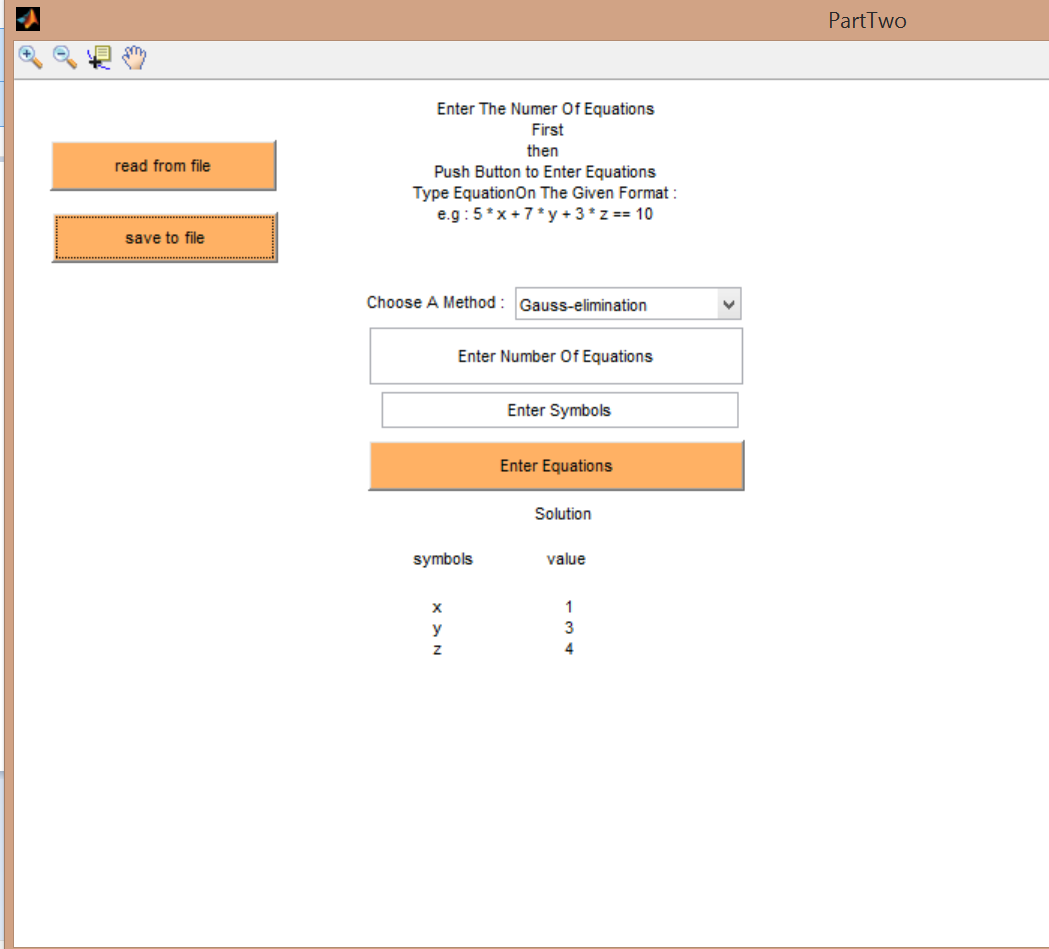 PartTwo
Enter The Numer Of Equations
First
then
Push Button to Enter Equations
Type EquationOn The Given Format :
e.g : 5 * x + 7 * y + 3 * z == 10
read from file
save to file
Choose A Method :
Gauss-elimination
Enter Number Of Equations
Enter Symbols
Enter Equations
Solution
symbols value
x 1
y 3
z 4